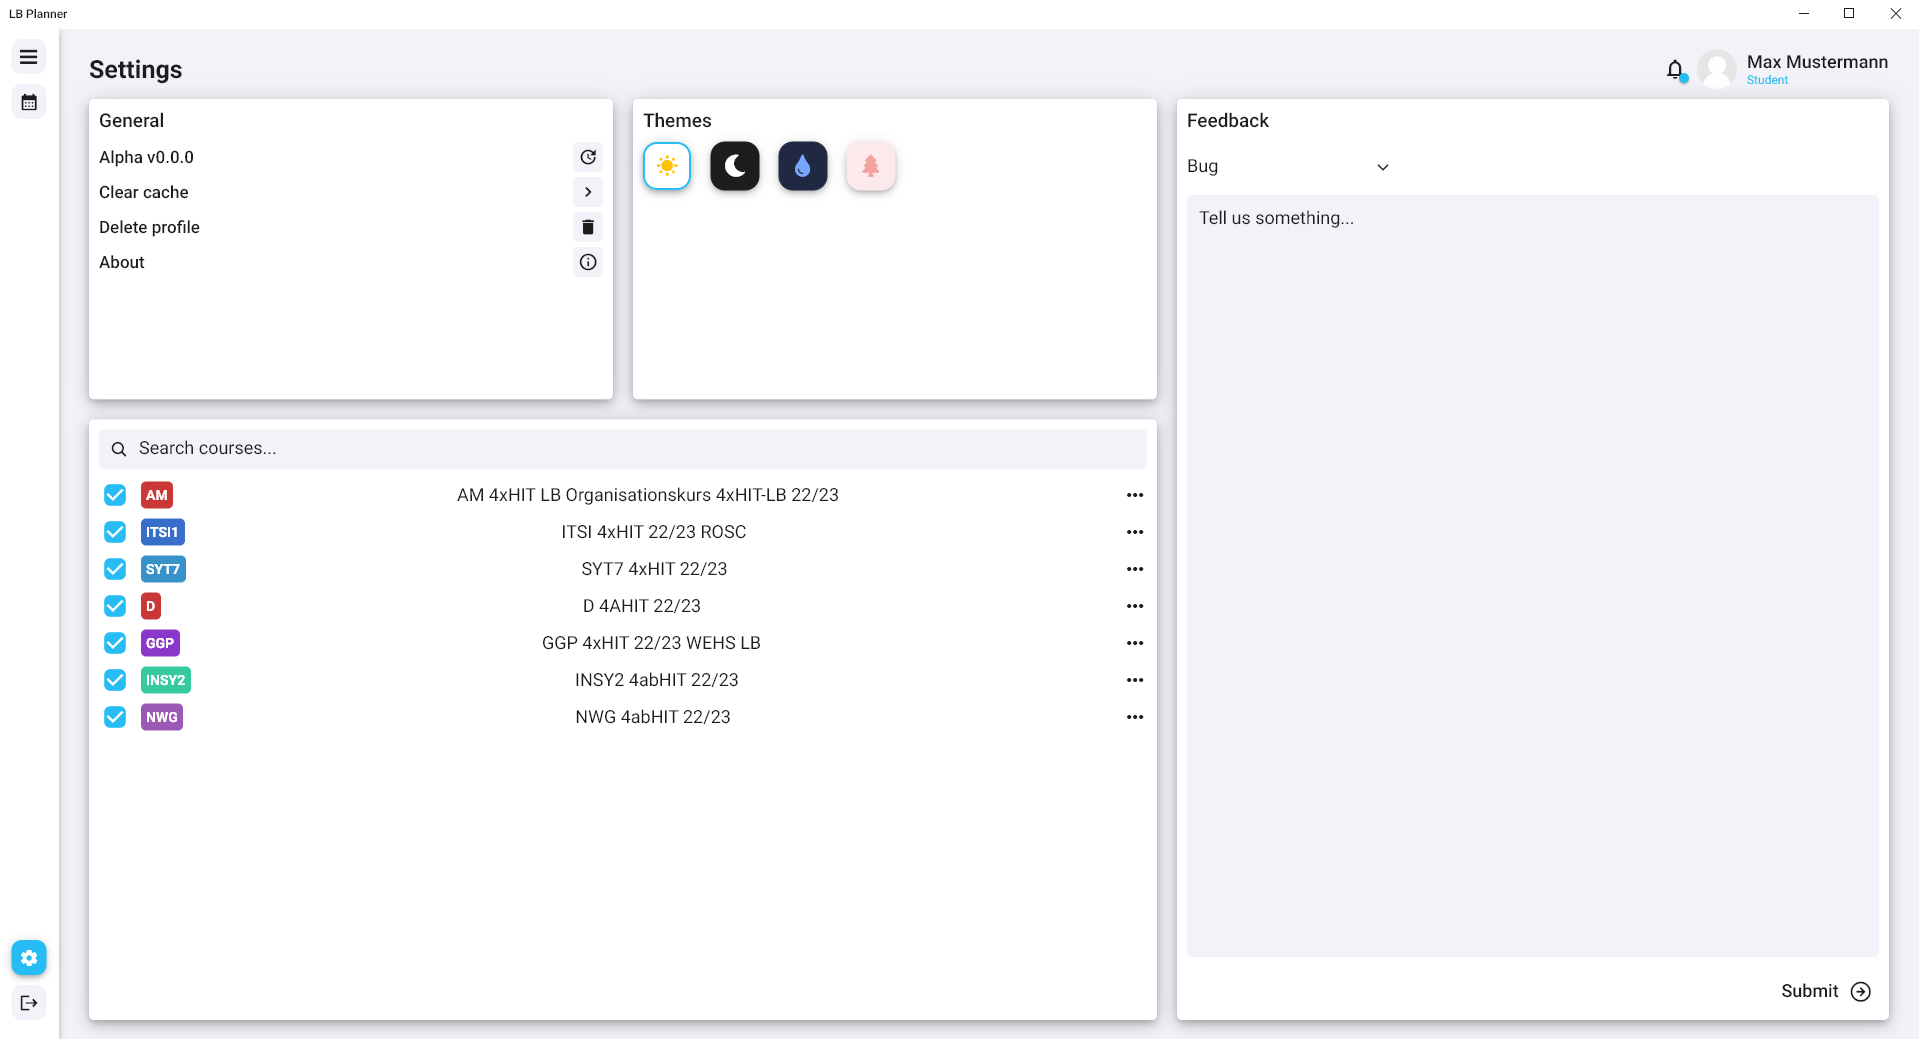 LB Planner
Settings
Max Mustermann
Student
General
Alpha v0.0.0
Clear cache
Delete profile
About
Themes
Feedback
Bug
Tell us something...
Submit
Search courses...
AM AM 4xHIT LB Organisationskurs 4xHIT-LB 22/23
ITSI1 ITSI 4xHIT 22/23 ROSC
SYT7 SYT7 4xHIT 22/23
D D 4AHIT 22/23
GGP GGP 4xHIT 22/23 WEHS LB
INSY2 INSY2 4abHIT 22/23
NWG NWG 4abHIT 22/23